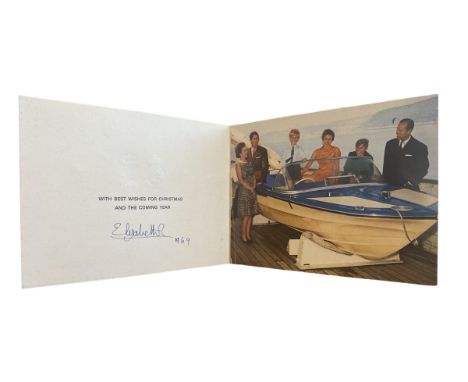 WITH BEST WISHES FOR CHRISTMAS
AND THE COMING YEAR
Elizabeth R
1969